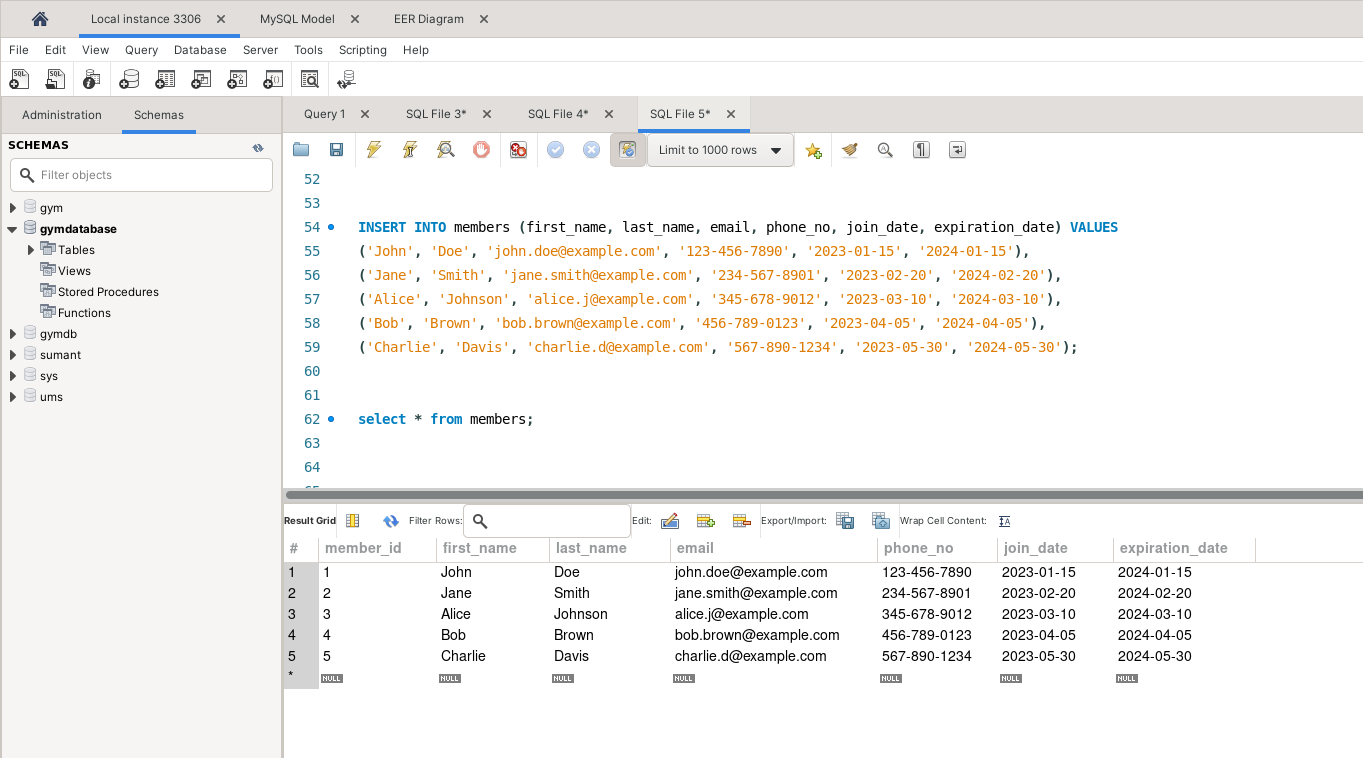 Local instance 3306 MySQL Model EER Diagram
File Edit View Query Database Server Tools Scripting Help
Administration Schemas
Query 1 SQL File 3* SQL File 4* SQL File 5*
SCHEMAS
Filter objects
gym
gymdatabase
Tables
Views
Stored Procedures
Functions
gymdb
sumant
sys
ums
Limit to 1000 rows
52
53
54 INSERT INTO members (first_name, last_name, email, phone_no, join_date, expiration_date) VALUES
55 ('John', 'Doe', 'john.doe@example.com', '123-456-7890', '2023-01-15', '2024-01-15'),
56 ('Jane', 'Smith', 'jane.smith@example.com', '234-567-8901', '2023-02-20', '2024-02-20'),
57 ('Alice', 'Johnson', 'alice.j@example.com', '345-678-9012', '2023-03-10', '2024-03-10'),
58 ('Bob', 'Brown', 'bob.brown@example.com', '456-789-0123', '2023-04-05', '2024-04-05'),
59 ('Charlie', 'Davis', 'charlie.d@example.com', '567-890-1234', '2023-05-30', '2024-05-30');
60
61
62 select * from members;
63
64
Result Grid Filter Rows: Edit: Export/Import: Wrap Cell Content:
# member_id first_name last_name email phone_no join_date expiration_date
1 1 John Doe john.doe@example.com 123-456-7890 2023-01-15 2024-01-15
2 2 Jane Smith jane.smith@example.com 234-567-8901 2023-02-20 2024-02-20
3 3 Alice Johnson alice.j@example.com 345-678-9012 2023-03-10 2024-03-10
4 4 Bob Brown bob.brown@example.com 456-789-0123 2023-04-05 2024-04-05
5 5 Charlie Davis charlie.d@example.com 567-890-1234 2023-05-30 2024-05-30
* NULL NULL NULL NULL NULL NULL NULL